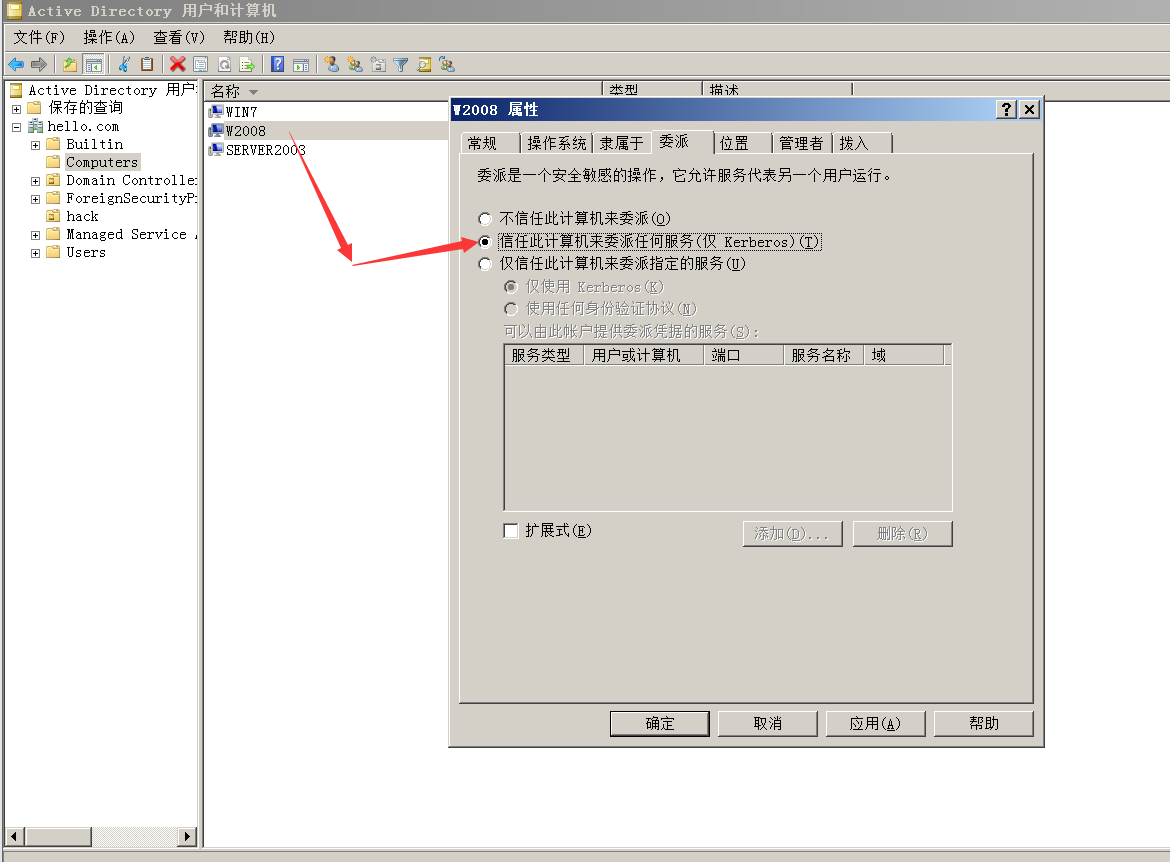 Active Directory 用户和计算机
文件(F) 操作(A) 查看(V) 帮助(H)
Active Directory 用户
保存的查询
hello.com
Builtin
Computers
Domain Controller
ForeignSecurityPr
hack
Managed Service A
Users
名称 类型 描述
WIN7
W2008
SERVER2003
W2008 属性
常规 操作系统 隶属于 委派 位置 管理者 拨入
委派是一个安全敏感的操作，它允许服务代表另一个用户运行。
不信任此计算机来委派(O)
信任此计算机来委派任何服务(仅 Kerberos)(T)
仅信任此计算机来委派指定的服务(U)
仅使用 Kerberos(K)
使用任何身份验证协议(N)
可以由此帐户提供委派凭据的服务(S):
服务类型 用户或计算机 端口 服务名称 域
扩展式(E)
添加(D)... 删除(R)
确定 取消 应用(A) 帮助